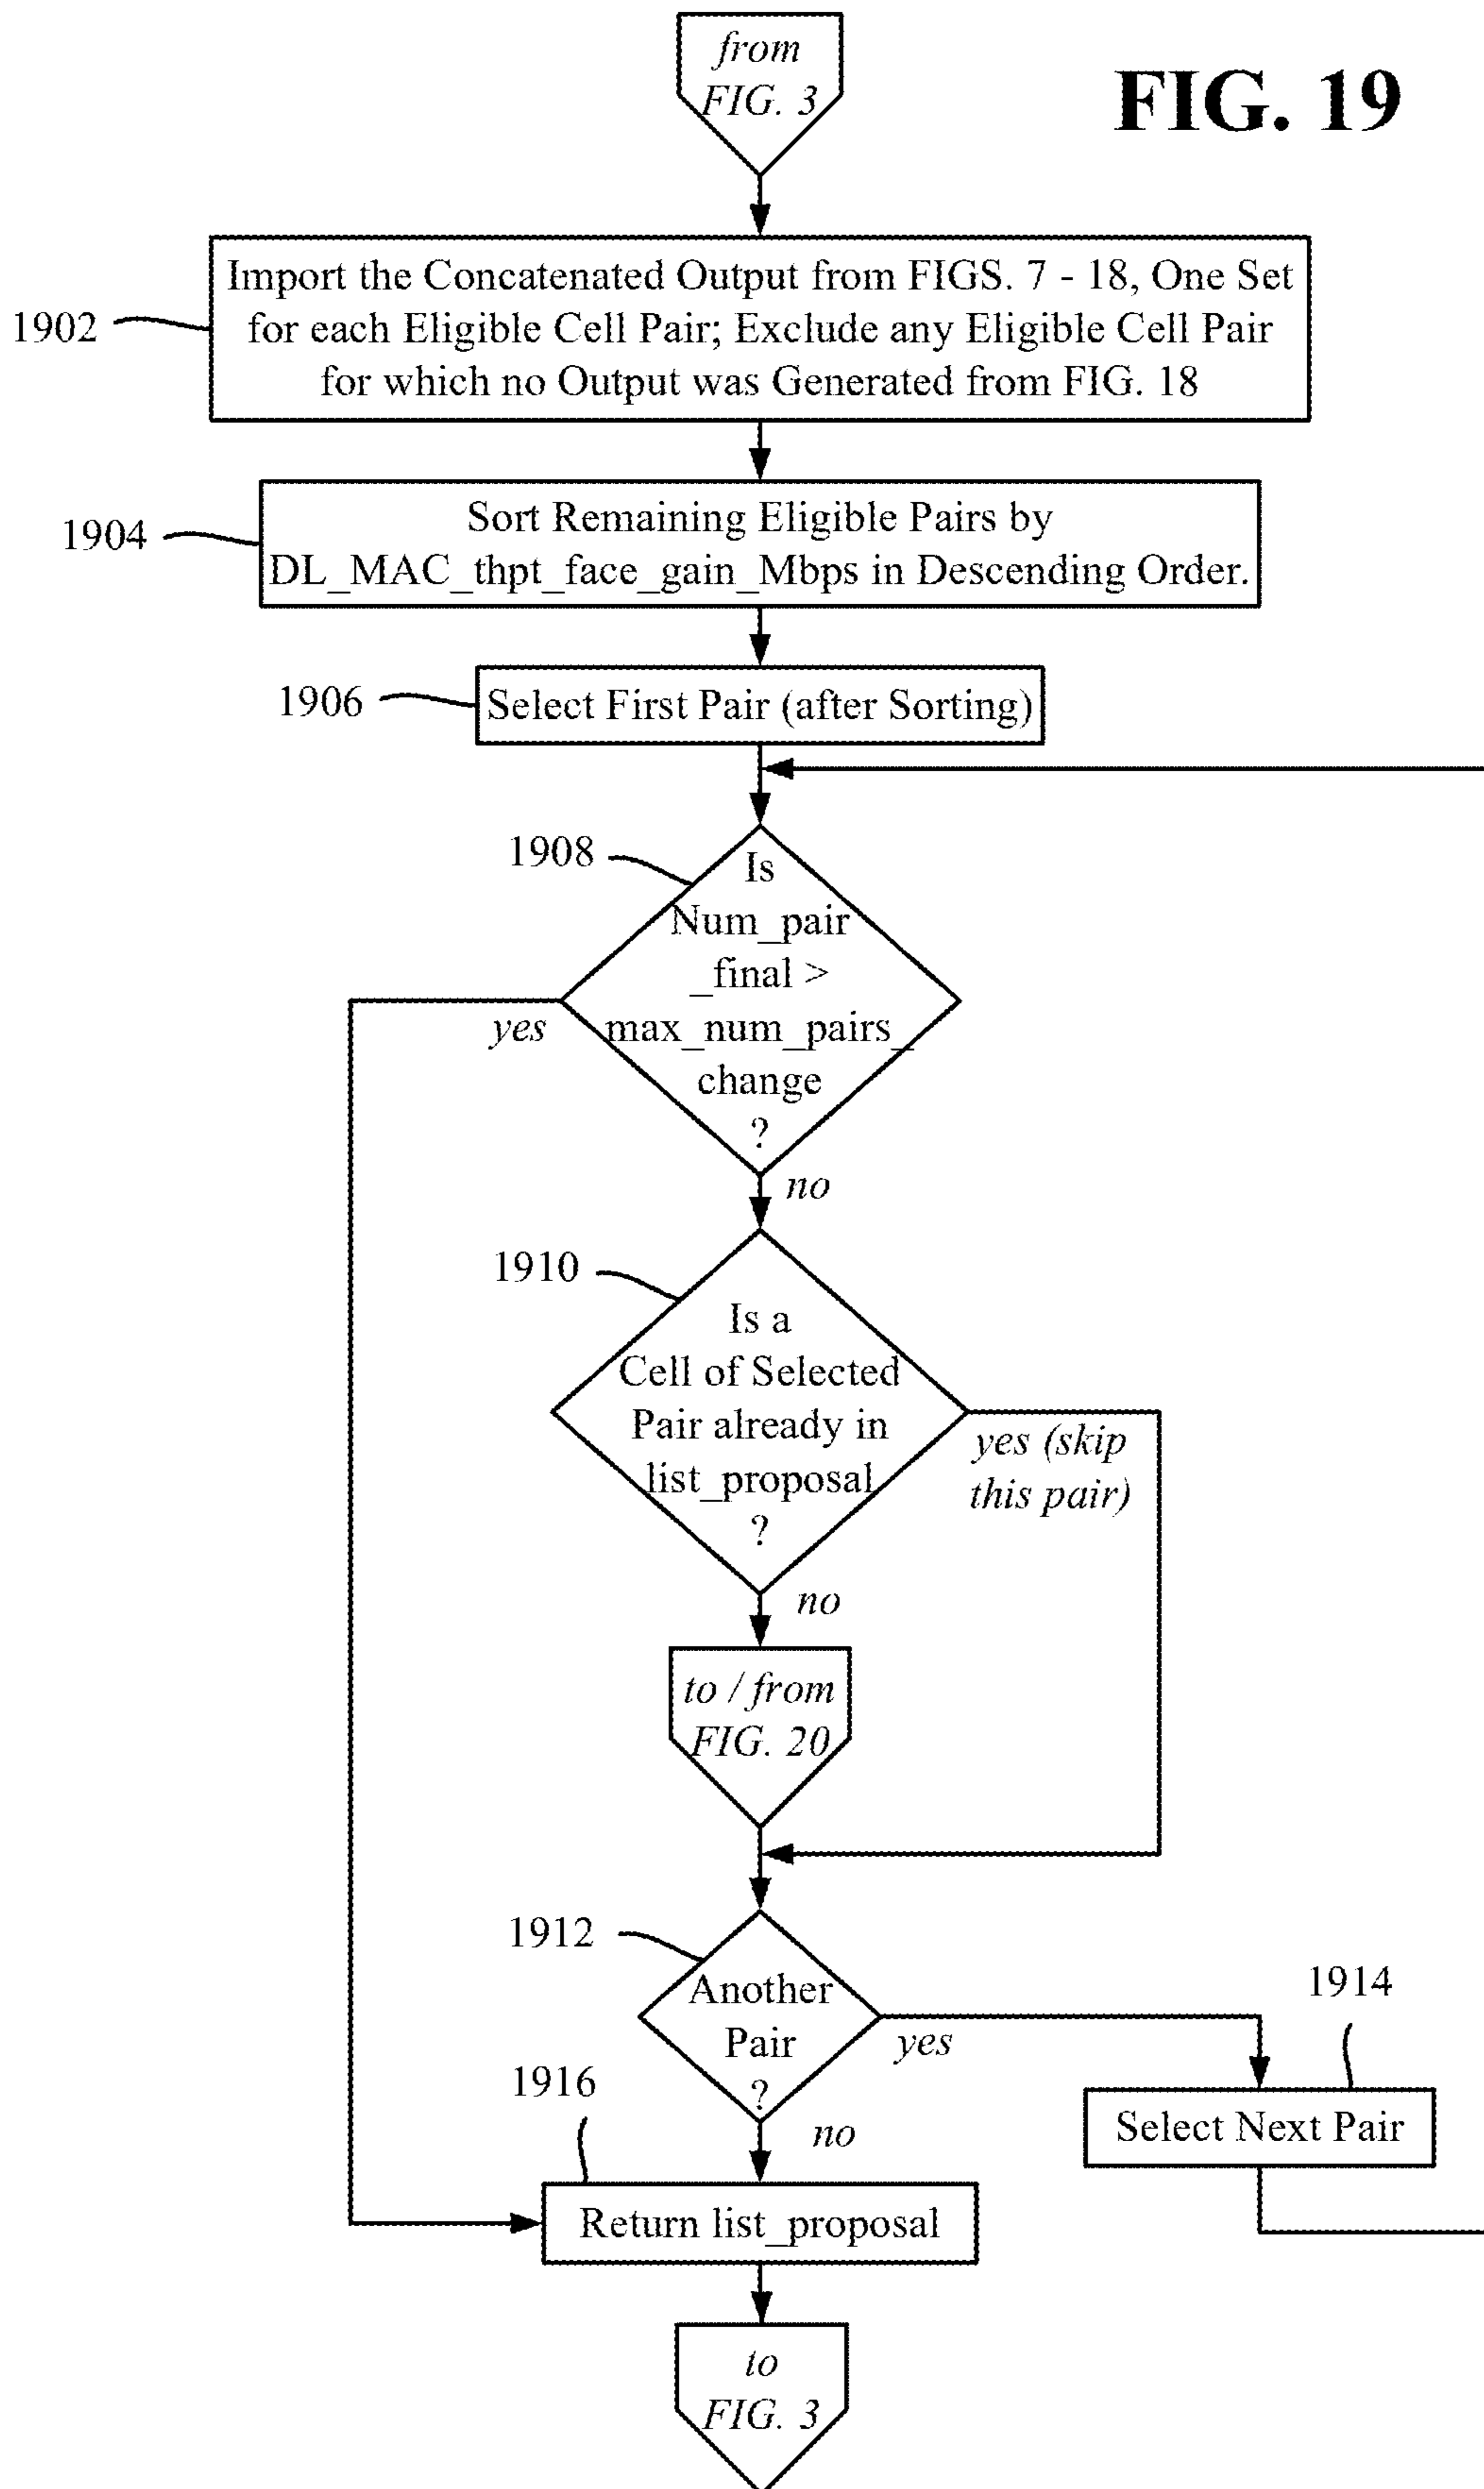 from
FIG. 3
FIG. 19
Import the Concatenated Output from FIGS. 7 - 18, One Set
1902
for each Eligible Cell Pair; Exclude any Eligible Cell Pair
for which no Output was Generated from FIG. 18
1904
Sort Remaining Eligible Pairs by
DL_MAC_thpt_face_gain_Mbps in Descending Order.
1906
Select First Pair (after Sorting)
1908
Is
Num_pair
_final >
max_num_pairs_
change
?
yes
no
1910
Is a
Cell of Selected
Pair already in
list_proposal
?
yes (skip
this pair)
no
to / from
FIG. 20
1912
Another
Pair
?
yes
1914
Select Next Pair
no
1916
Return list_proposal
to
FIG. 3